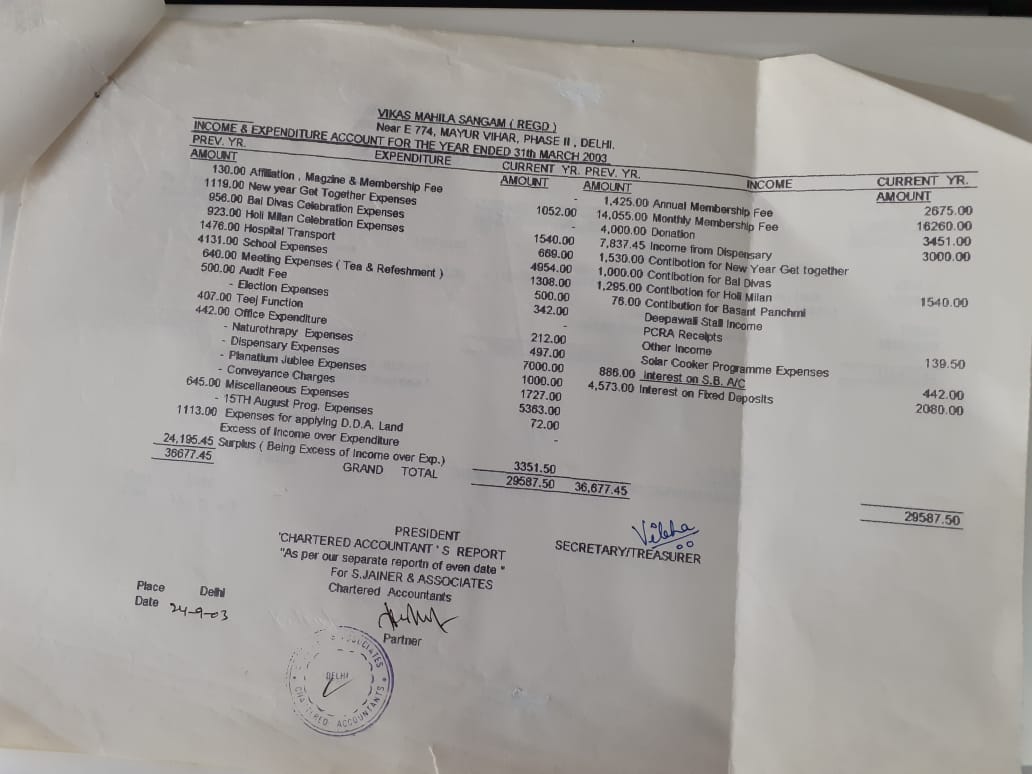 VIKAS MAHILA SANGAM ( REGD )
Near E 774, MAYUR VIHAR, PHASE II , DELHI.
INCOME & EXPENDITURE ACCOUNT FOR THE YEAR ENDED 31th MARCH 2003
PREV. YR. EXPENDITURE CURRENT YR. PREV. YR. INCOME CURRENT YR.
AMOUNT AMOUNT AMOUNT AMOUNT
130.00 Affiliation , Magzine & Membership Fee - 1,425.00 Annual Membership Fee 2675.00
1119.00 New year Get Together Expenses 1052.00 14,055.00 Monthly Membership Fee 16260.00
956.00 Bal Divas Celebration Expenses - 4,000.00 Donation 3451.00
923.00 Holi Milan Celebration Expenses 1540.00 7,837.45 Income from Dispensary 3000.00
1476.00 Hospital Transport 669.00 1,530.00 Contibotion for New Year Get together
4131.00 School Expenses 4954.00 1,000.00 Contibotion for Bal Divas
640.00 Meeting Expenses ( Tea & Refeshment ) 1308.00 1,295.00 Contibotion for Holi Milan 1540.00
500.00 Audit Fee 500.00 76.00 Contibution for Basant Panchmi
- Election Expenses 342.00 Deepawali Stall Income
407.00 Teej Function - PCRA Receipts
442.00 Office Expenditure 212.00 Other Income 139.50
- Naturothrapy Expenses 497.00 Solar Cooker Programme Expenses
- Dispensary Expenses 7000.00 886.00 Interest on S.B. A/C 442.00
- Planatium Jublee Expenses 1000.00 4,573.00 Interest on Fixed Deposits 2080.00
- Conveyance Charges 1727.00
645.00 Miscellaneous Expenses 5363.00
- 15TH August Prog. Expenses 72.00
1113.00 Expenses for applying D.D.A. Land -
Excess of Income over Expenditure
24,195.45 Surplus ( Being Excess of Income over Exp.) 3351.50
36677.45 GRAND TOTAL 29587.50 36,677.45 29587.50
PRESIDENT SECRETARY/TREASURER
Vibha
'CHARTERED ACCOUNTANT ' S REPORT
"As per our separate reportn of even date "
For S.JAINER & ASSOCIATES
Chartered Accountants
Place Delhi
Date 24-9-03
Partner
ASSOCIATES
DELHI
CHARTERED ACCOUNTANTS